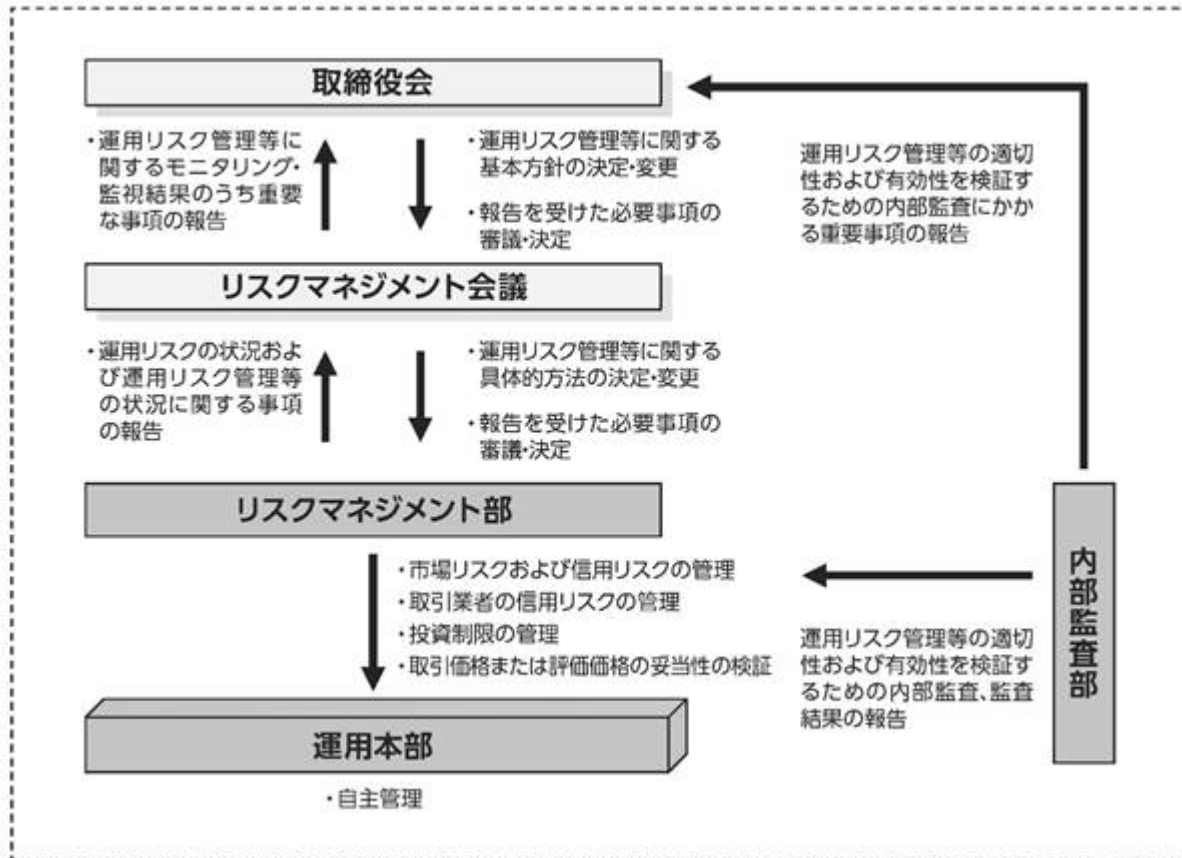 取締役会
・運用リスク管理等に
関するモニタリング・
監視結果のうち重要
な事項の報告
・運用リスク管理等に関する
基本方針の決定・変更
・報告を受けた必要事項の
審議・決定
運用リスク管理等の適切
性および有効性を検証す
るための内部監査にかか
る重要事項の報告
リスクマネジメント会議
・運用リスクの状況およ
び運用リスク管理等
の状況に関する事項
の報告
・運用リスク管理等に関する
具体的方法の決定・変更
・報告を受けた必要事項の
審議・決定
リスクマネジメント部
・市場リスクおよび信用リスクの管理
・取引業者の信用リスクの管理
・投資制限の管理
・取引価格または評価価格の妥当性の検証
運用リスク管理等の適切
性および有効性を検証す
るための内部監査、監査
結果の報告
内部監査部
運用本部
・自主管理